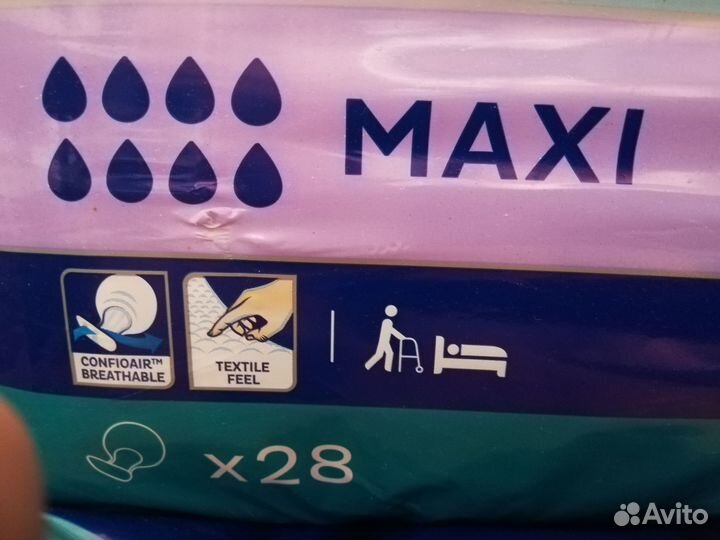 MAXI
CONFIOAIR™
BREATHABLE
TEXTILE
FEEL
x28
Avito